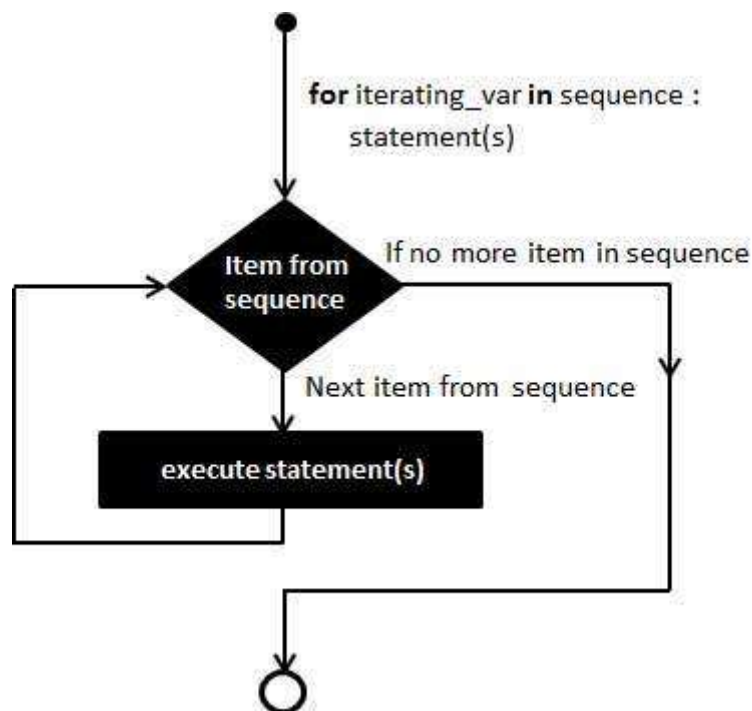 for iterating_var in sequence :
statement(s)
If no more item in sequence
Item from
sequence
Next item from sequence
execute statement(s)